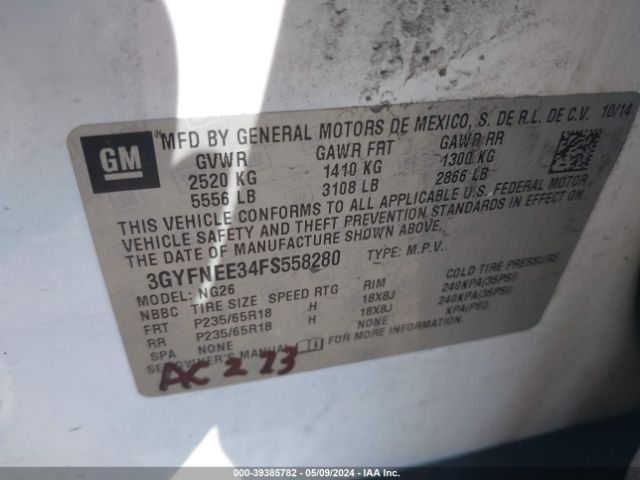 MFD BY GENERAL MOTORS DE MEXICO, S. DE R.L. DE C.V. 10/14
GM
GVWR GAWR FRT GAWR RR
2520 KG 1410 KG 1300 KG
5556 LB 3108 LB 2866 LB
THIS VEHICLE CONFORMS TO ALL APPLICABLE U.S. FEDERAL MOTOR
VEHICLE SAFETY AND THEFT PREVENTION STANDARDS IN EFFECT ON
THE DATE OF MANUFACTURE SHOWN ABOVE.
3GYFNEE34FS558280 TYPE: M.P.V.
MODEL: NG26
NBBC TIRE SIZE SPEED RTG RIM COLD TIRE PRESSURE
FRT P235/65R18 H 18X8J 240KPA(35PSI)
RR P235/65R18 H 18X8J 240KPA(35PSI)
SPA NONE NONE KPA(PSI)
SEE OWNER'S MANUAL FOR MORE INFORMATION.
AC 273
000-39385782 - 05/09/2024 - IAA Inc.